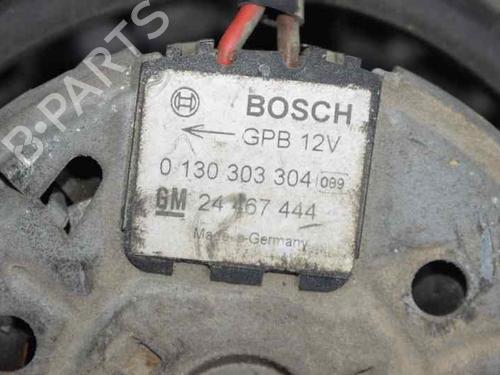 BOSCH
GPB 12V
0 130 303 304 089
GM 24 467 444
Made in Germany
B-PARTS